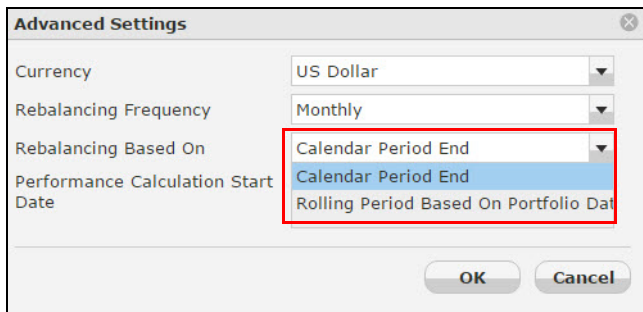 Advanced Settings
Currency
US Dollar
Rebalancing Frequency
Monthly
Rebalancing Based On
Calendar Period End
Calendar Period End
Rolling Period Based On Portfolio Dat
Performance Calculation Start
Date
OK
Cancel